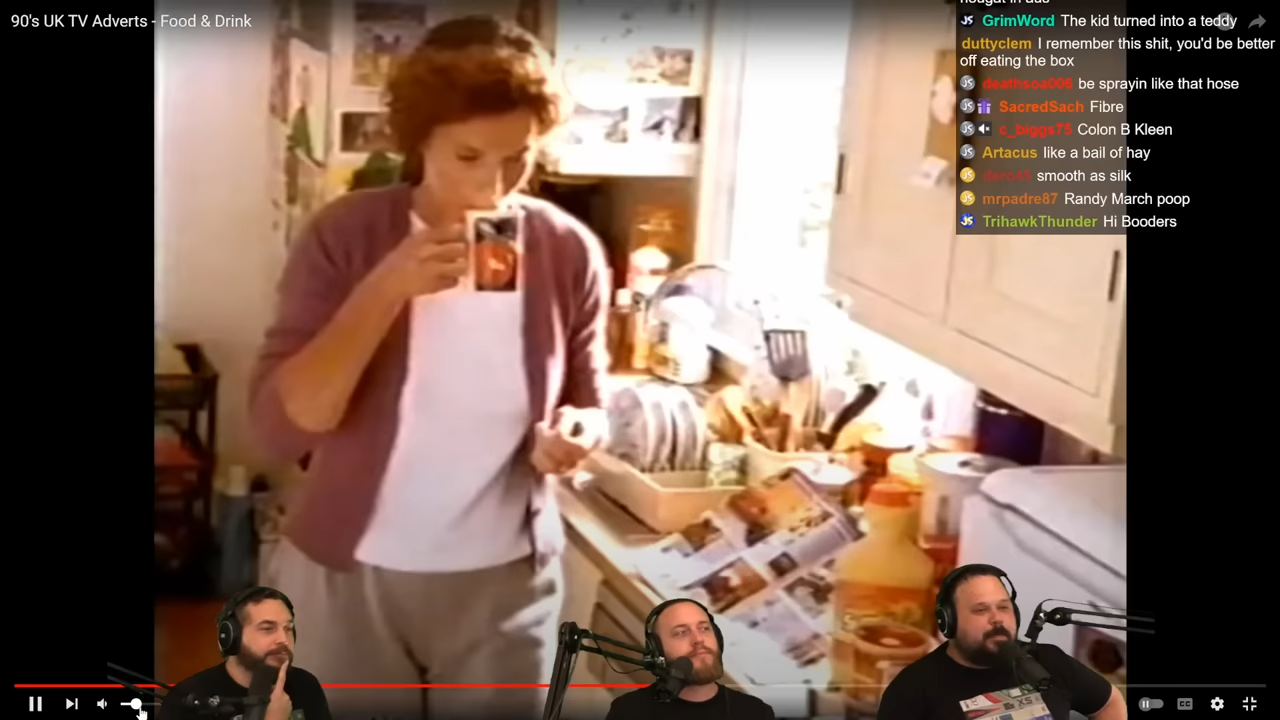 90's UK TV Adverts - Food & Drink
GrimWord The kid turned into a teddy
duttyclem I remember this shit, you'd be better
off eating the box
deathsoa006 be sprayin like that hose
SacredSach Fibre
c_biggs75 Colon B Kleen
Artacus like a bail of hay
smooth as silk
mrpadre87 Randy March poop
TrihawkThunder Hi Booders